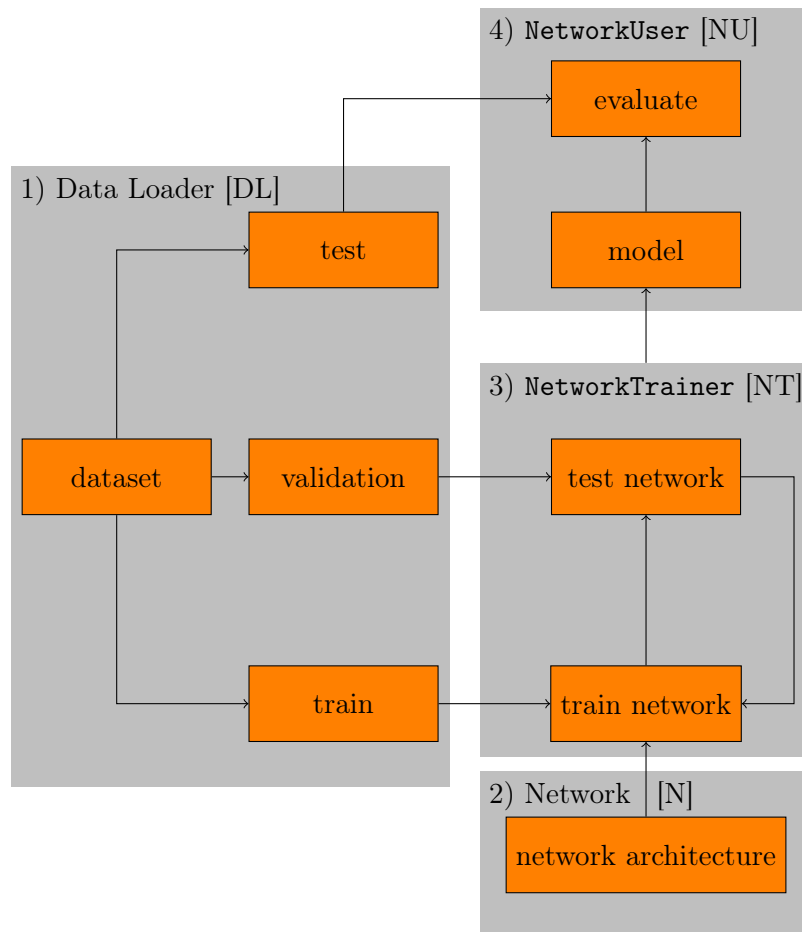 4) NetworkUser [NU]
evaluate
model
1) Data Loader [DL]
test
dataset
validation
train
3) NetworkTrainer [NT]
test network
train network
2) Network [N]
network architecture